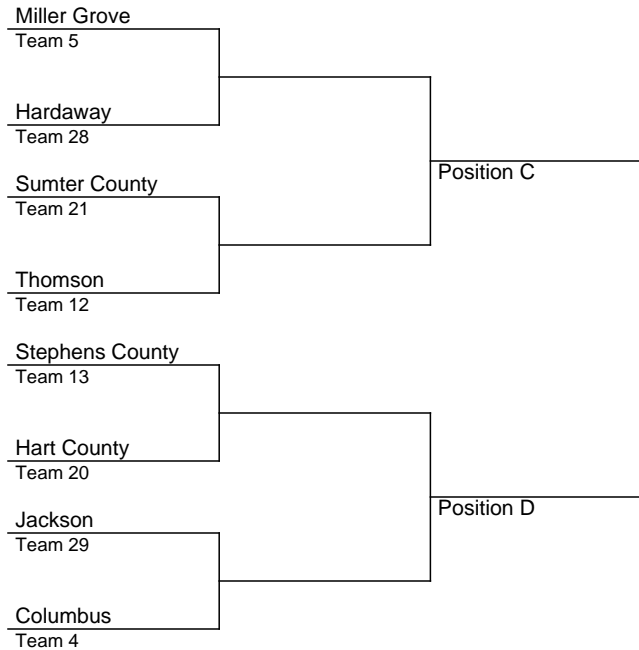 Miller Grove
Team 5
Hardaway
Team 28
Position C
Sumter County
Team 21
Thomson
Team 12
Stephens County
Team 13
Hart County
Team 20
Position D
Jackson
Team 29
Columbus
Team 4